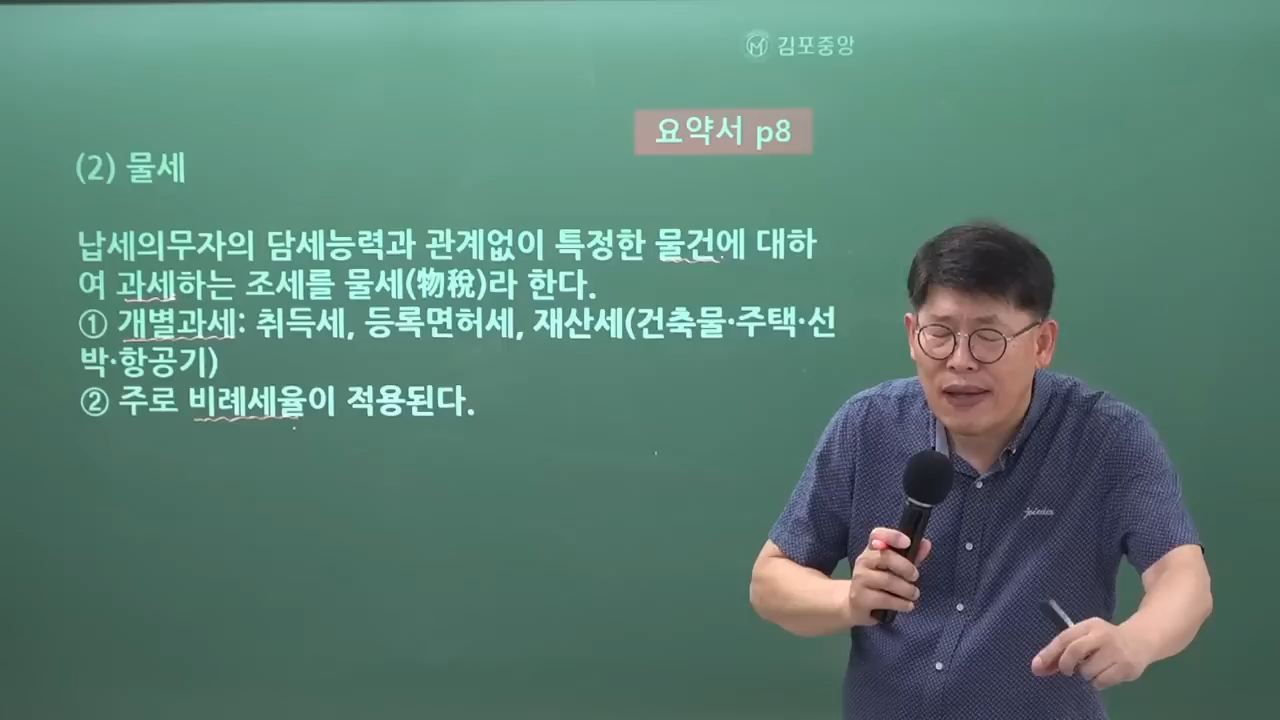 김포중앙
요약서 p8
(2) 물세
납세의무자의 담세능력과 관계없이 특정한 물건에 대하
여 과세하는 조세를 물세(物稅)라 한다.
① 개별과세: 취득세, 등록면허세, 재산세(건축물·주택·선
박·항공기)
② 주로 비례세율이 적용된다.